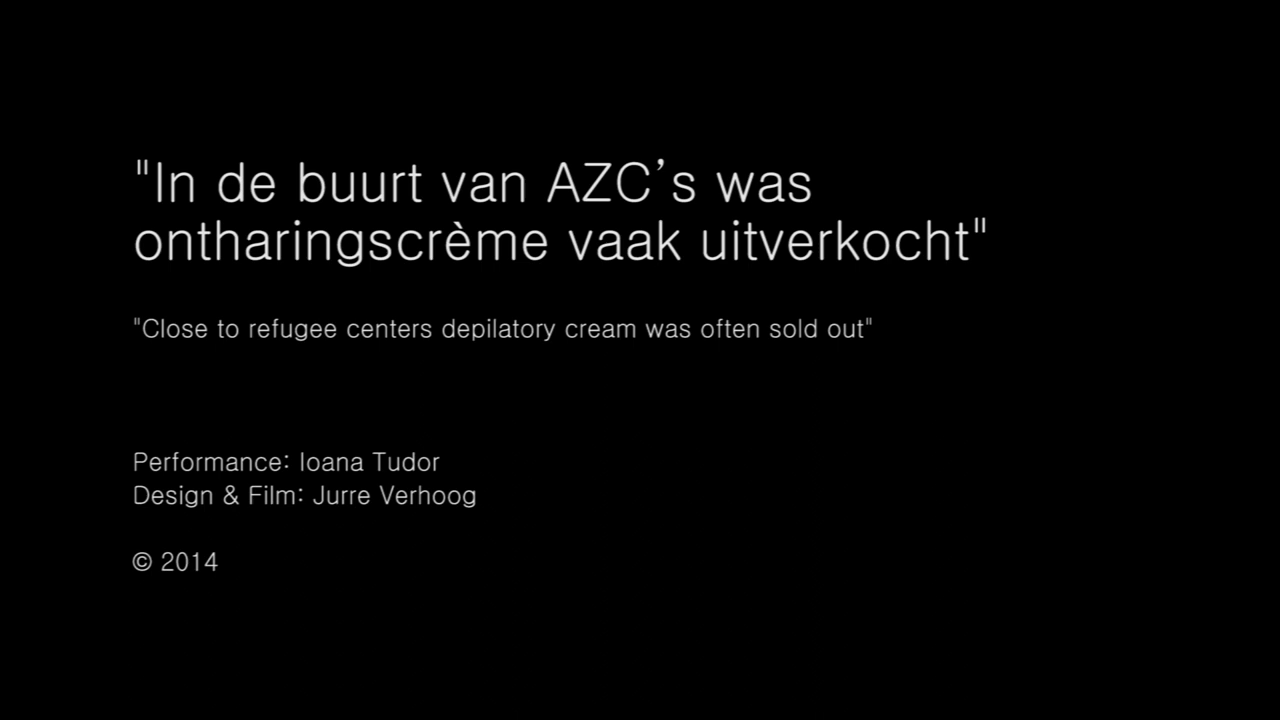 "In de buurt van AZC’s was
ontharingscrème vaak uitverkocht"
"Close to refugee centers depilatory cream was often sold out"
Performance: Ioana Tudor
Design & Film: Jurre Verhoog
© 2014